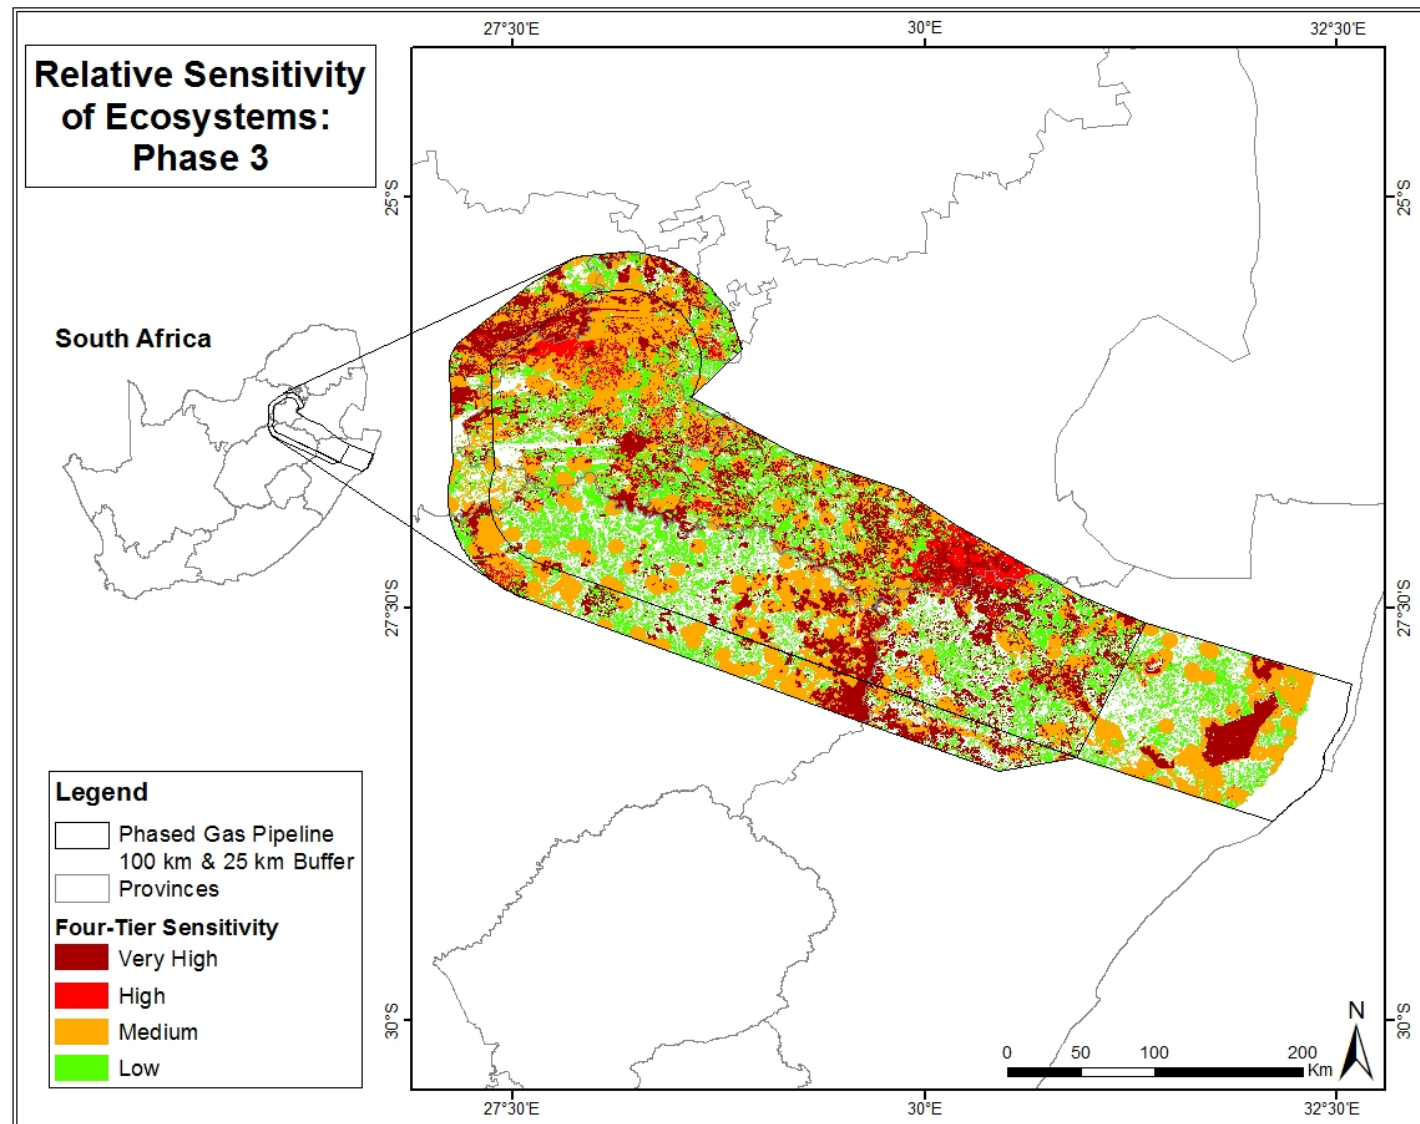 Relative Sensitivity
of Ecosystems:
Phase 3
27°30'E
30°E
32°30'E
25°S
25°S
South Africa
27°30'S
27°30'S
Legend
Phased Gas Pipeline
100 km & 25 km Buffer
Provinces
Four-Tier Sensitivity
Very High
High
Medium
Low
30°S
30°S
N
0
50
100
200
Km
27°30'E
30°E
32°30'E